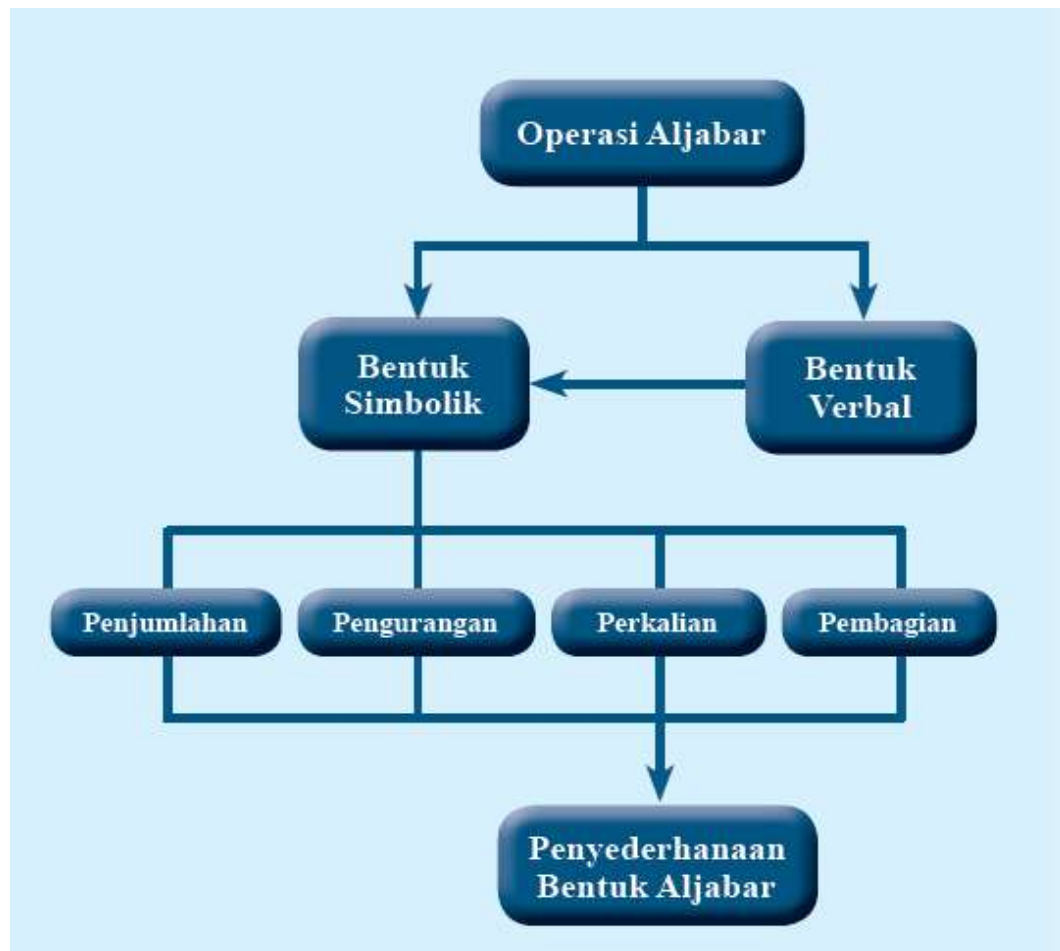 Operasi Aljabar
Bentuk
Simbolik
Bentuk
Verbal
Penjumlahan
Pengurangan
Perkalian
Pembagian
Penyederhanaan
Bentuk Aljabar